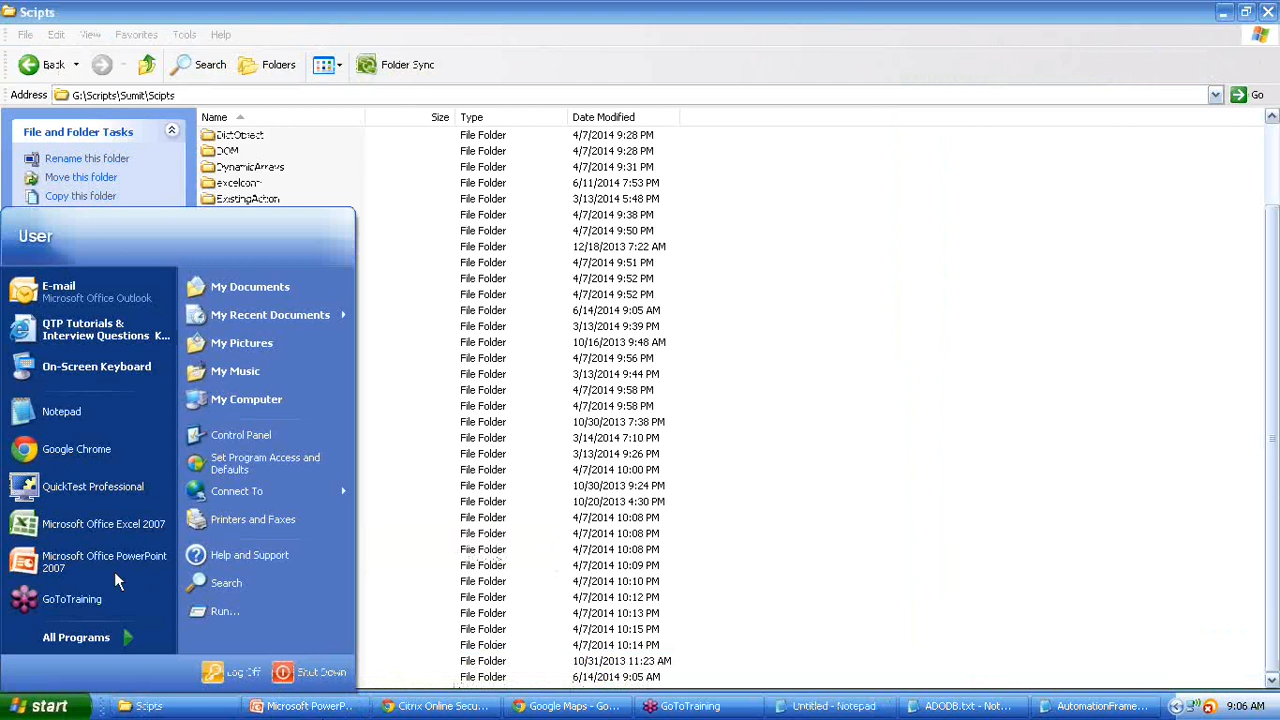 Scipts
File Edit View Favorites Tools Help
Back Search Folders Folder Sync
Address G:\Scripts\Sumit\Scipts Go
File and Folder Tasks
Rename this folder
Move this folder
Copy this folder
Name Size Type Date Modified
DictObject File Folder 4/7/2014 9:28 PM
DOM File Folder 4/7/2014 9:28 PM
DynamicArrays File Folder 4/7/2014 9:31 PM
excelcom File Folder 6/11/2014 7:53 PM
ExistingAction File Folder 3/13/2014 5:48 PM
File Folder 4/7/2014 9:38 PM
File Folder 4/7/2014 9:50 PM
File Folder 12/18/2013 7:22 AM
File Folder 4/7/2014 9:51 PM
File Folder 4/7/2014 9:52 PM
File Folder 4/7/2014 9:52 PM
File Folder 6/14/2014 9:05 AM
File Folder 3/13/2014 9:39 PM
File Folder 10/16/2013 9:48 AM
File Folder 4/7/2014 9:56 PM
File Folder 3/13/2014 9:44 PM
File Folder 4/7/2014 9:58 PM
File Folder 4/7/2014 9:58 PM
File Folder 10/30/2013 7:38 PM
File Folder 3/14/2014 7:10 PM
File Folder 3/13/2014 9:26 PM
File Folder 4/7/2014 10:00 PM
File Folder 10/30/2013 9:24 PM
File Folder 10/20/2013 4:30 PM
File Folder 4/7/2014 10:08 PM
File Folder 4/7/2014 10:08 PM
File Folder 4/7/2014 10:08 PM
File Folder 4/7/2014 10:09 PM
File Folder 4/7/2014 10:10 PM
File Folder 4/7/2014 10:12 PM
File Folder 4/7/2014 10:13 PM
File Folder 4/7/2014 10:15 PM
File Folder 4/7/2014 10:14 PM
File Folder 10/31/2013 11:23 AM
File Folder 6/14/2014 9:05 AM
User
E-mail
Microsoft Office Outlook
QTP Tutorials &
Interview Questions K...
On-Screen Keyboard
Notepad
Google Chrome
QuickTest Professional
Microsoft Office Excel 2007
Microsoft Office PowerPoint
2007
GoToTraining
All Programs
My Documents
My Recent Documents
My Pictures
My Music
My Computer
Control Panel
Set Program Access and
Defaults
Connect To
Printers and Faxes
Help and Support
Search
Run...
Log Off Shut Down
start Scipts Microsoft PowerP... Citrix Online Secu... Google Maps - Go... GoToTraining Untitled - Notepad ADODB.txt - Not... AutomationFrame... 9:06 AM